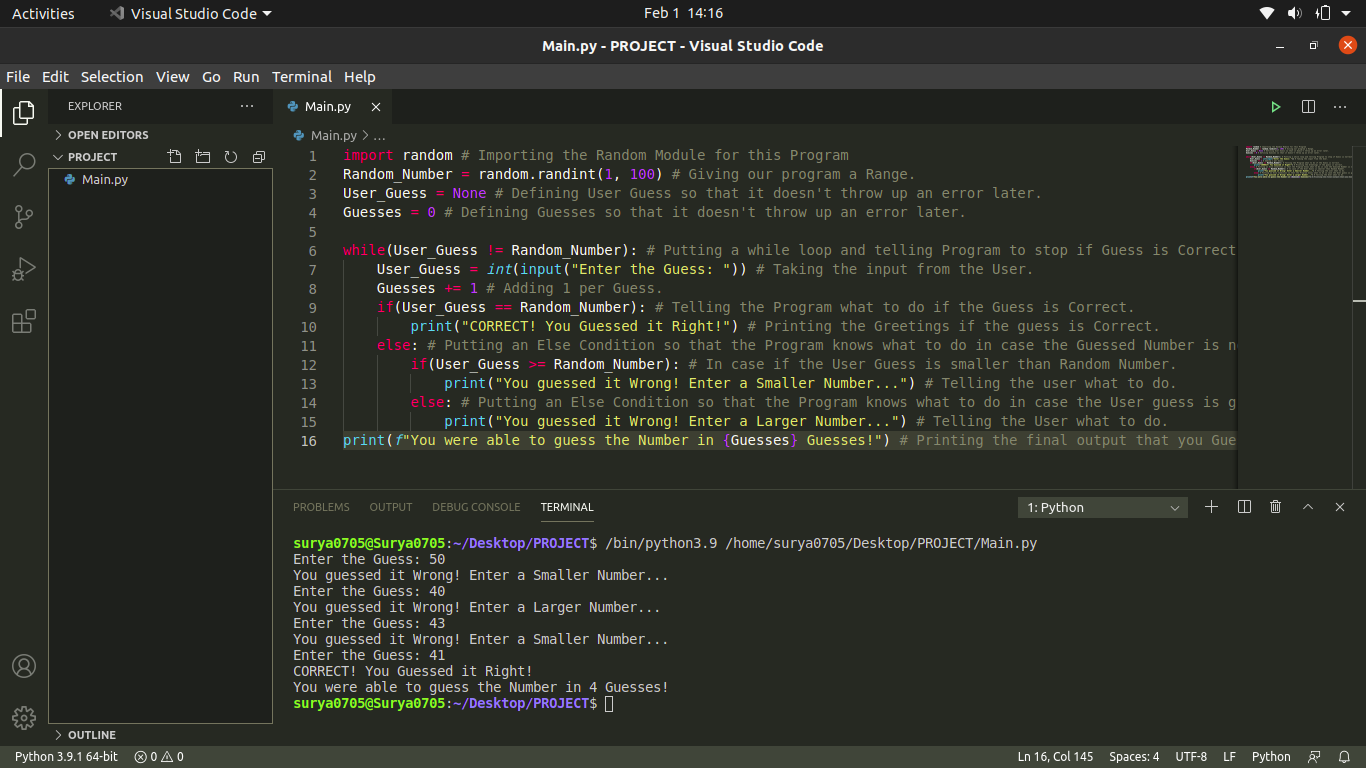 Activities Visual Studio Code Feb 1 14:16
Main.py - PROJECT - Visual Studio Code
File Edit Selection View Go Run Terminal Help
EXPLORER
OPEN EDITORS
PROJECT
Main.py
Main.py
Main.py > ...
1 import random # Importing the Random Module for this Program
2 Random_Number = random.randint(1, 100) # Giving our program a Range.
3 User_Guess = None # Defining User Guess so that it doesn't throw up an error later.
4 Guesses = 0 # Defining Guesses so that it doesn't throw up an error later.
5
6 while(User_Guess != Random_Number): # Putting a while loop and telling Program to stop if Guess is Correct
7     User_Guess = int(input("Enter the Guess: ")) # Taking the input from the User.
8     Guesses += 1 # Adding 1 per Guess.
9     if(User_Guess == Random_Number): # Telling the Program what to do if the Guess is Correct.
10         print("CORRECT! You Guessed it Right!") # Printing the Greetings if the guess is Correct.
11     else: # Putting an Else Condition so that the Program knows what to do in case the Guessed Number is n
12         if(User_Guess >= Random_Number): # In case if the User Guess is smaller than Random Number.
13             print("You guessed it Wrong! Enter a Smaller Number...") # Telling the user what to do.
14         else: # Putting an Else Condition so that the Program knows what to do in case the User guess is g
15             print("You guessed it Wrong! Enter a Larger Number...") # Telling the User what to do.
16 print(f"You were able to guess the Number in {Guesses} Guesses!") # Printing the final output that you Gue
PROBLEMS OUTPUT DEBUG CONSOLE TERMINAL 1: Python
surya0705@Surya0705:~/Desktop/PROJECT$ /bin/python3.9 /home/surya0705/Desktop/PROJECT/Main.py
Enter the Guess: 50
You guessed it Wrong! Enter a Smaller Number...
Enter the Guess: 40
You guessed it Wrong! Enter a Larger Number...
Enter the Guess: 43
You guessed it Wrong! Enter a Smaller Number...
Enter the Guess: 41
CORRECT! You Guessed it Right!
You were able to guess the Number in 4 Guesses!
surya0705@Surya0705:~/Desktop/PROJECT$
OUTLINE
Python 3.9.1 64-bit 0 0 Ln 16, Col 145 Spaces: 4 UTF-8 LF Python